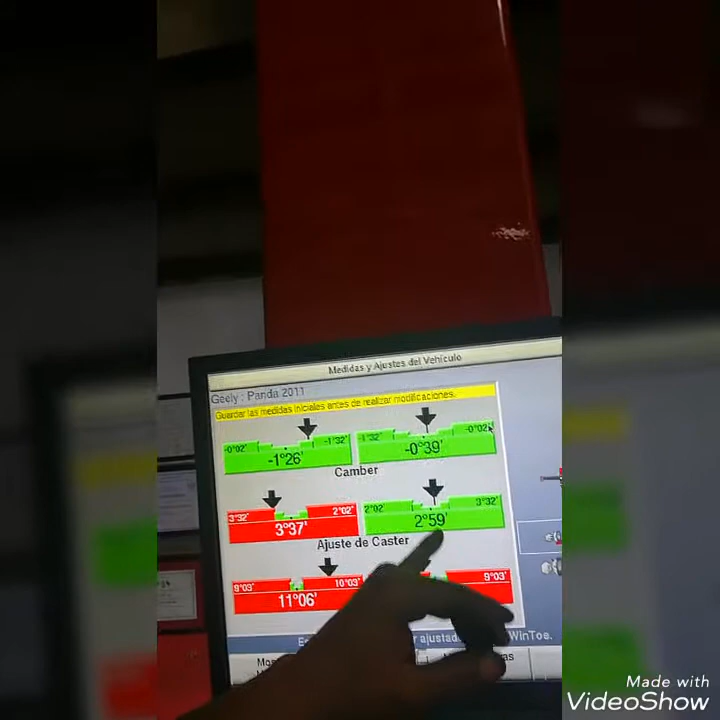 Medidas y Ajustes del Vehículo
Geely : Panda 2011
Guardar las medidas iniciales antes de realizar modificaciones.
-0°02' -1°32' -1°32' -0°02'
-1°26' -0°39'
Camber
3°32' 2°02' 2°02' 3°32'
3°37' 2°59'
Ajuste de Caster
9°03' 10°03' 9°03'
11°06'
ajustado
WinToe.
Made with
VideoShow